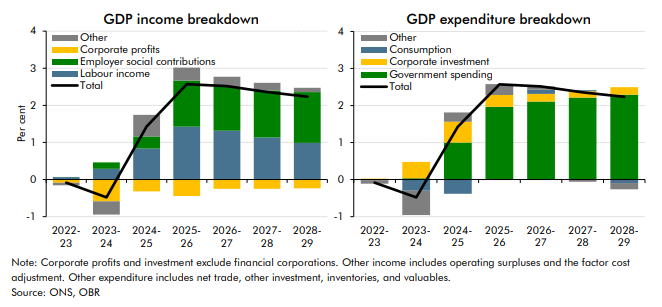 GDP income breakdown
Per cent
4
3
2
1
0
-1
Other
Corporate profits
Employer social contributions
Labour income
Total
2022-23
2023-24
2024-25
2025-26
2026-27
2027-28
2028-29
GDP expenditure breakdown
4
3
2
1
0
-1
Other
Consumption
Corporate investment
Government spending
Total
2022-23
2023-24
2024-25
2025-26
2026-27
2027-28
2028-29
Note: Corporate profits and investment exclude financial corporations. Other income includes operating surpluses and the factor cost
adjustment. Other expenditure includes net trade, other investment, inventories, and valuables.
Source: ONS, OBR